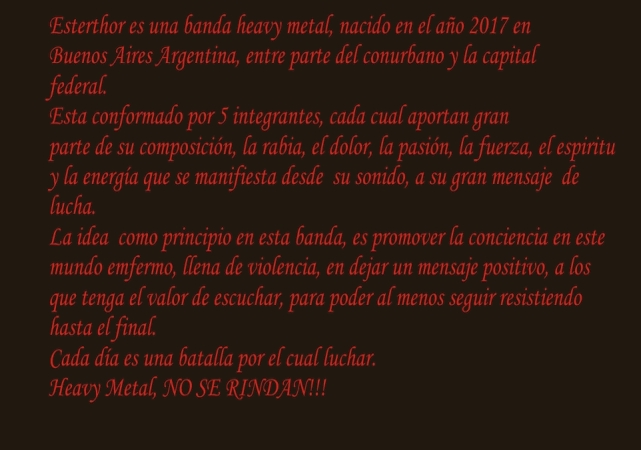 Esterthor es una banda heavy metal, nacido en el año 2017 en
Buenos Aires Argentina, entre parte del conurbano y la capital
federal.
Esta conformado por 5 integrantes, cada cual aportan gran
parte de su composición, la rabia, el dolor, la pasión, la fuerza, el espiritu
y la energía que se manifiesta desde  su sonido, a su gran mensaje  de
lucha.
La idea  como principio en esta banda, es promover la conciencia en este
mundo emfermo, llena de violencia, en dejar un mensaje positivo, a los
que tenga el valor de escuchar, para poder al menos seguir resistiendo
hasta el final.
Cada día es una batalla por el cual luchar.
Heavy Metal, NO SE RINDAN!!!